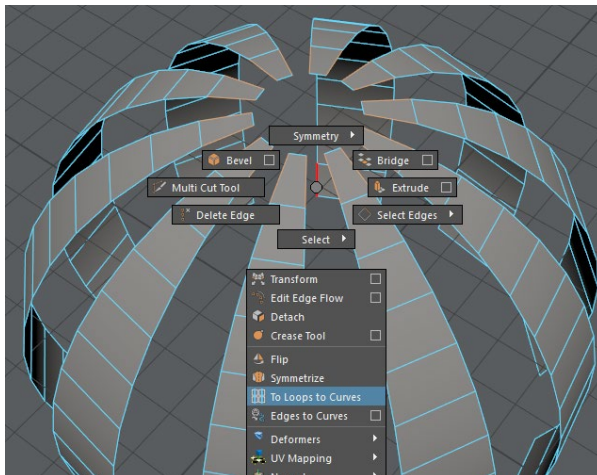 Symmetry
Bevel
Bridge
Multi Cut Tool
Extrude
Delete Edge
Select Edges
Select
Transform
Edit Edge Flow
Detach
Crease Tool
Flip
Symmetrize
To Loops to Curves
Edges to Curves
Deformers
UV Mapping